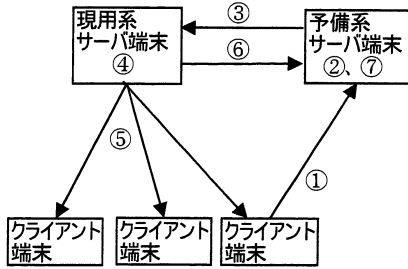 現用系
サーバ端末
④
③
⑥
予備系
サーバ端末
②、⑦
⑤
①
クライアント
端末
クライアント
端末
クライアント
端末